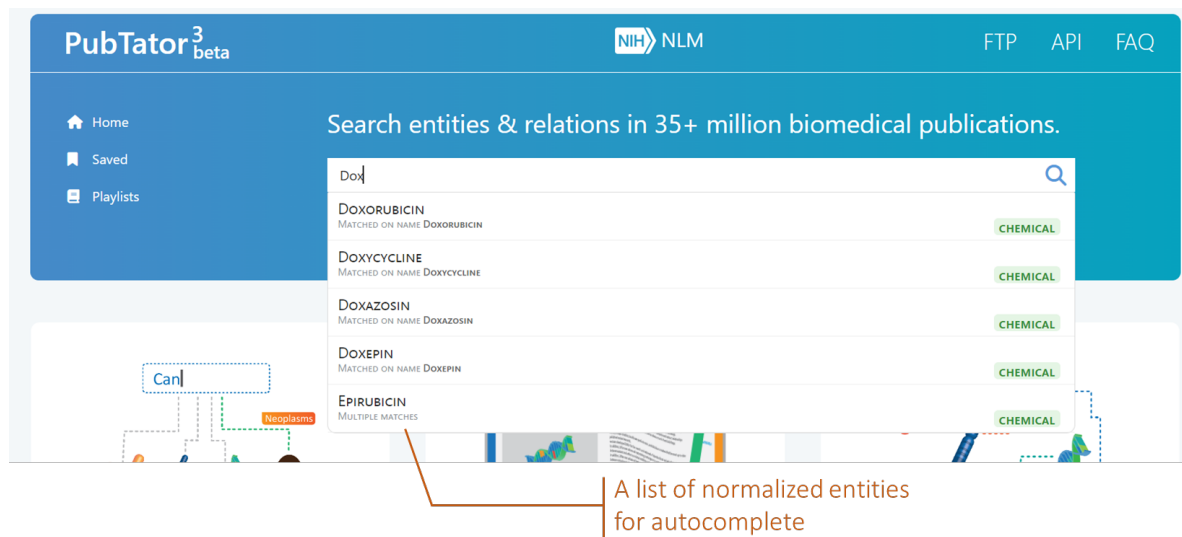 PubTator 3 beta
NIH NLM
FTP API FAQ
Home
Saved
Playlists
Search entities & relations in 35+ million biomedical publications.
Dox
DOXORUBICIN
MATCHED ON NAME DOXORUBICIN
CHEMICAL
DOXYCYCLINE
MATCHED ON NAME DOXYCYCLINE
CHEMICAL
DOXAZOSIN
MATCHED ON NAME DOXAZOSIN
CHEMICAL
DOXEPIN
MATCHED ON NAME DOXEPIN
CHEMICAL
EPIRUBICIN
MULTIPLE MATCHES
CHEMICAL
Can
Neoplasms
A list of normalized entities
for autocomplete